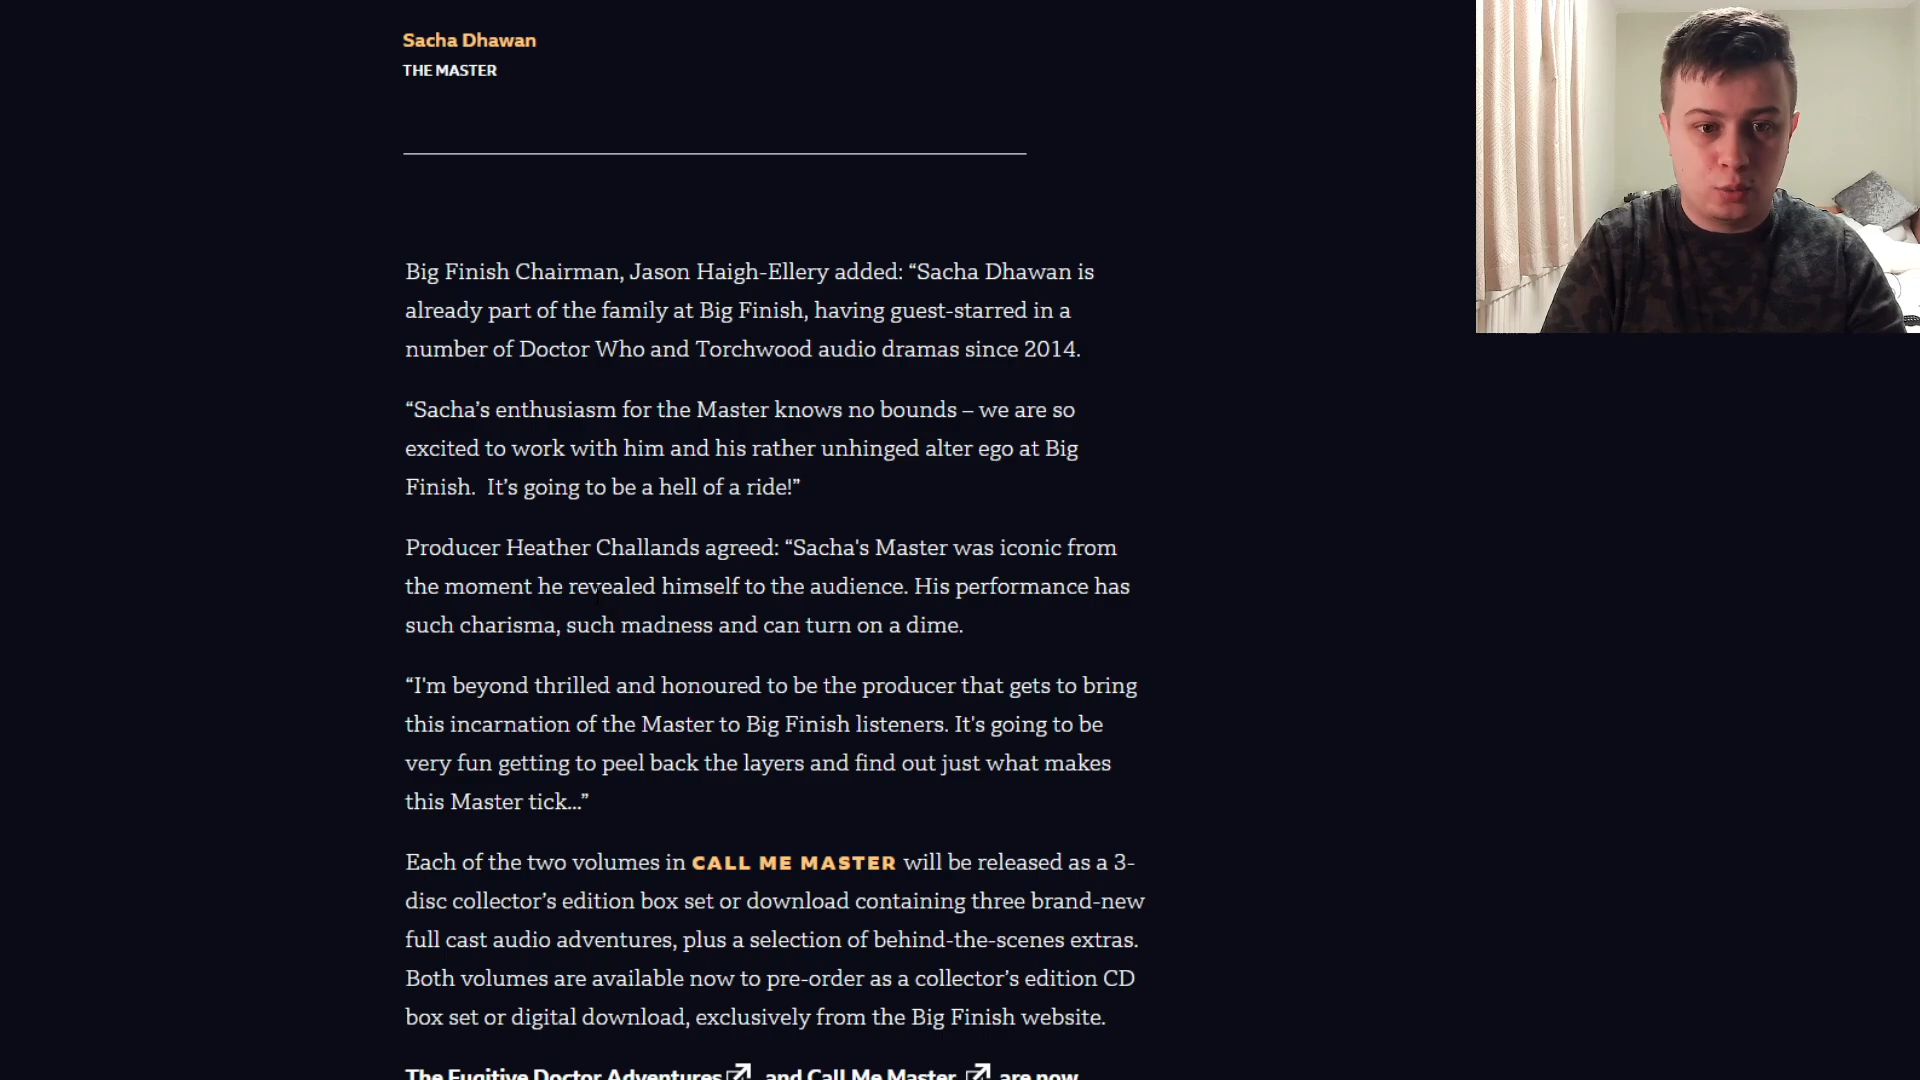 Sacha Dhawan
THE MASTER
Big Finish Chairman, Jason Haigh-Ellery added: “Sacha Dhawan is
already part of the family at Big Finish, having guest-starred in a
number of Doctor Who and Torchwood audio dramas since 2014.
“Sacha’s enthusiasm for the Master knows no bounds – we are so
excited to work with him and his rather unhinged alter ego at Big
Finish.  It’s going to be a hell of a ride!”
Producer Heather Challands agreed: “Sacha's Master was iconic from
the moment he revealed himself to the audience. His performance has
such charisma, such madness and can turn on a dime.
“I'm beyond thrilled and honoured to be the producer that gets to bring
this incarnation of the Master to Big Finish listeners. It's going to be
very fun getting to peel back the layers and find out just what makes
this Master tick...”
Each of the two volumes in CALL ME MASTER will be released as a 3-
disc collector’s edition box set or download containing three brand-new
full cast audio adventures, plus a selection of behind-the-scenes extras.
Both volumes are available now to pre-order as a collector’s edition CD
box set or digital download, exclusively from the Big Finish website.
The Fugitive Doctor Adventures and Call Me Master are now